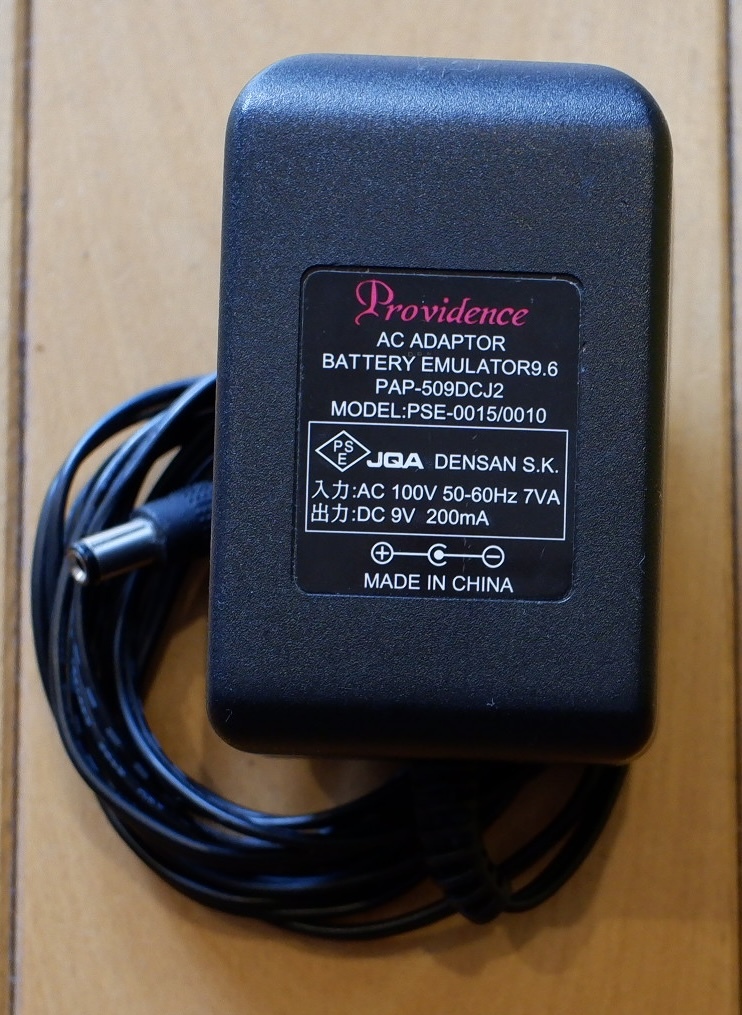 Providence
AC ADAPTOR
BATTERY EMULATOR9.6
PAP-509DCJ2
MODEL:PSE-0015/0010
PSE JQA DENSAN S.K.
入力:AC 100V 50-60Hz 7VA
出力:DC 9V 200mA
MADE IN CHINA